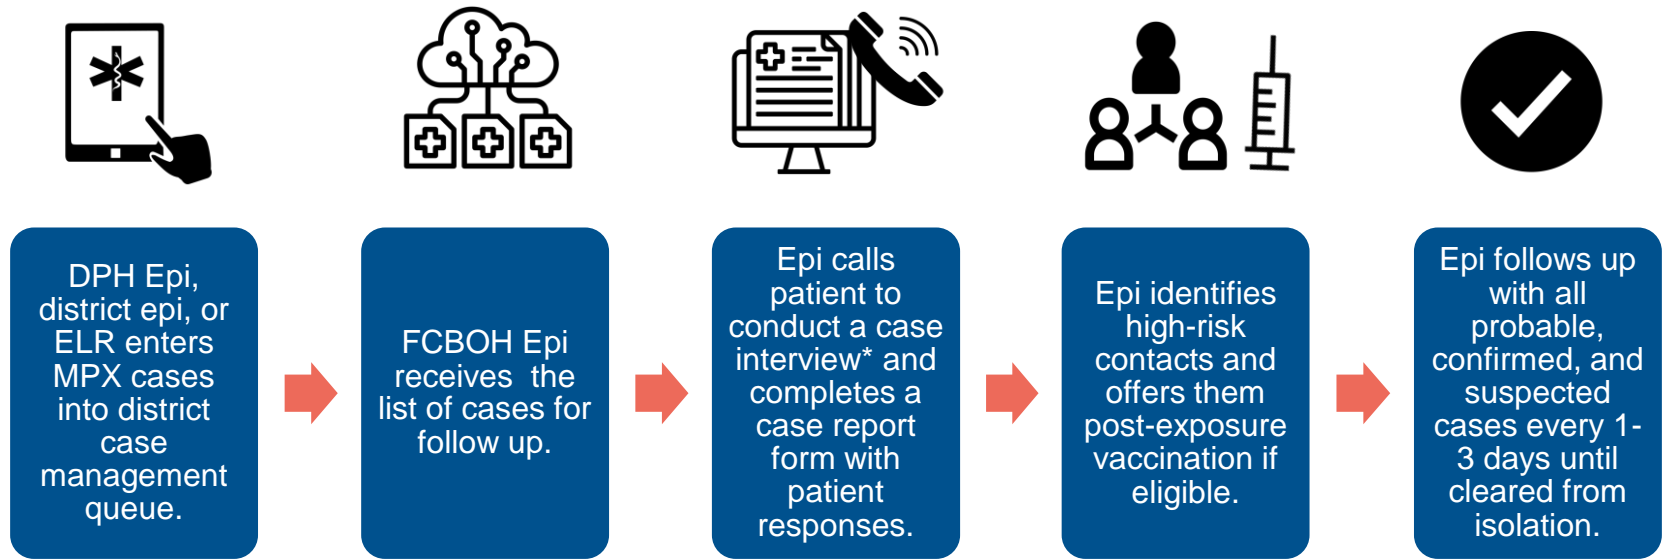 DPH Epi,
district epi, or
ELR enters
MPX cases
into district
case
management
queue.
FCBOH Epi
receives the
list of cases for
follow up.
Epi calls
patient to
conduct a case
interview* and
completes a
case report
form with
patient
responses.
Epi identifies
high-risk
contacts and
offers them
post-exposure
vaccination if
eligible.
Epi follows up
with all
probable,
confirmed, and
suspected
cases every 1-
3 days until
cleared from
isolation.